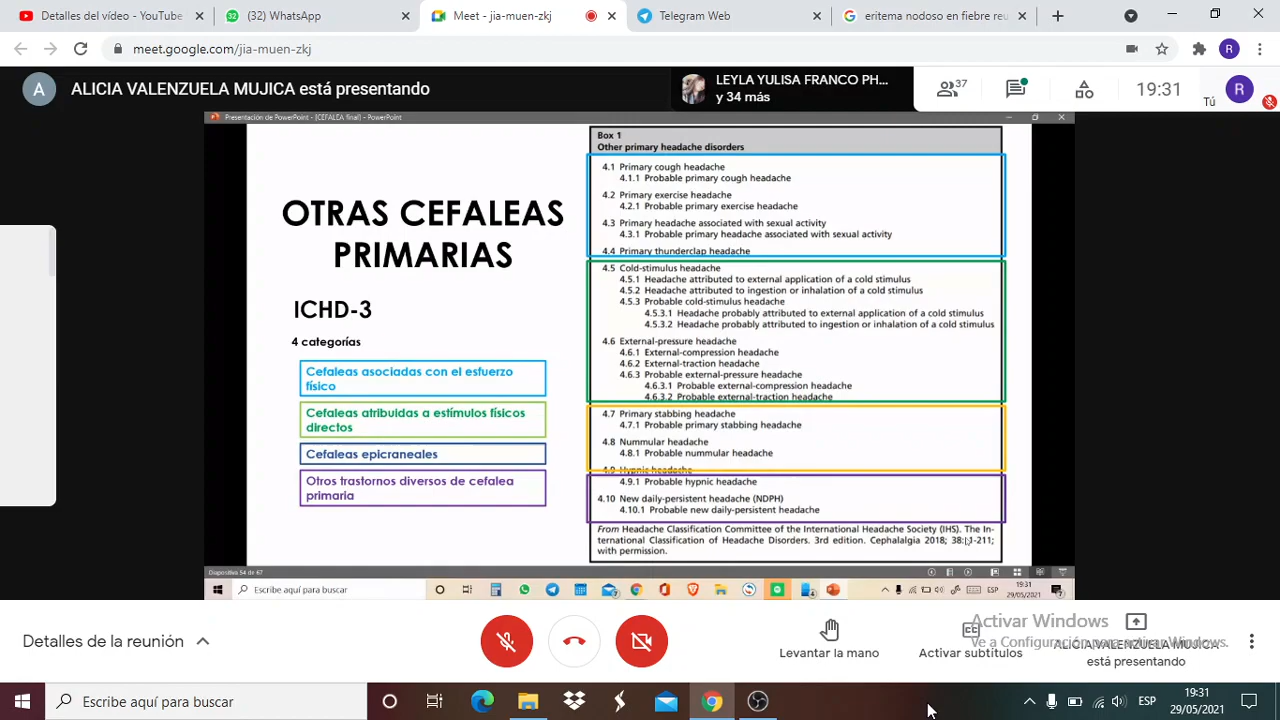 Detalles del video - YouTube
(32) WhatsApp
Meet - jia-muen-zkj
Telegram Web
eritema nodoso en fiebre reu
meet.google.com/jia-muen-zkj
R
A
ALICIA VALENZUELA MUJICA está presentando
LEYLA YULISA FRANCO PH...
y 34 más
37
19:31
Tú
R
Presentación de PowerPoint - [CEFALEA final] - PowerPoint
OTRAS CEFALEAS
PRIMARIAS
ICHD-3
4 categorías
Cefaleas asociadas con el esfuerzo
físico
Cefaleas atribuidas a estímulos físicos
directos
Cefaleas epicraneales
Otros trastornos diversos de cefalea
primaria
Box 1
Other primary headache disorders
4.1 Primary cough headache
4.1.1 Probable primary cough headache
4.2 Primary exercise headache
4.2.1 Probable primary exercise headache
4.3 Primary headache associated with sexual activity
4.3.1 Probable primary headache associated with sexual activity
4.4 Primary thunderclap headache
4.5 Cold-stimulus headache
4.5.1 Headache attributed to external application of a cold stimulus
4.5.2 Headache attributed to ingestion or inhalation of a cold stimulus
4.5.3 Probable cold-stimulus headache
4.5.3.1 Headache probably attributed to external application of a cold stimulus
4.5.3.2 Headache probably attributed to ingestion or inhalation of a cold stimulus
4.6 External-pressure headache
4.6.1 External-compression headache
4.6.2 External-traction headache
4.6.3 Probable external-pressure headache
4.6.3.1 Probable external-compression headache
4.6.3.2 Probable external-traction headache
4.7 Primary stabbing headache
4.7.1 Probable primary stabbing headache
4.8 Nummular headache
4.8.1 Probable nummular headache
4.9 Hypnic headache
4.9.1 Probable hypnic headache
4.10 New daily-persistent headache (NDPH)
4.10.1 Probable new daily-persistent headache
From Headache Classification Committee of the International Headache Society (IHS). The In-
ternational Classification of Headache Disorders. 3rd edition. Cephalalgia 2018; 38:1-211;
with permission.
Diapositiva 54 de 67
Escribe aquí para buscar
ESP
19:31
29/05/2021
Detalles de la reunión
Levantar la mano
Activar subtítulos
ALICIA VALENZUELA MUJICA
está presentando
Activar Windows
Ve a Configuración para activar Windows.
Escribe aquí para buscar
ESP
19:31
29/05/2021